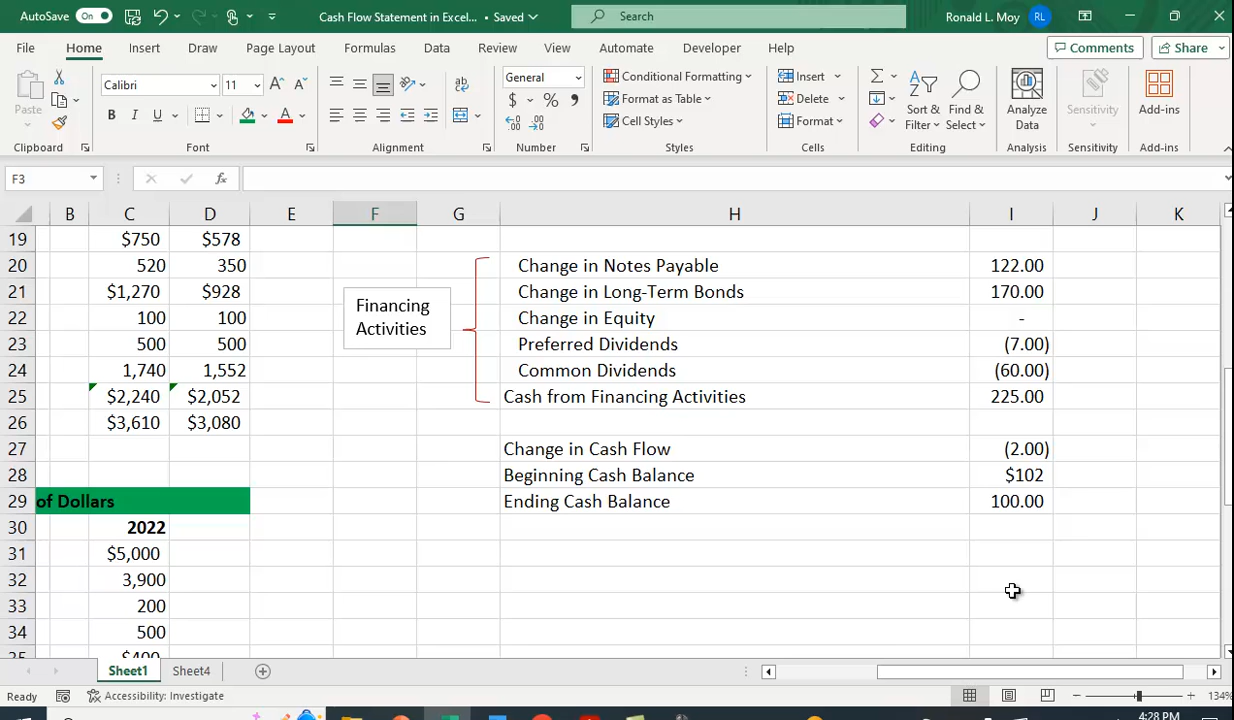 AutoSave On Cash Flow Statement in Excel... • Saved Search Ronald L. Moy RL
File Home Insert Draw Page Layout Formulas Data Review View Automate Developer Help Comments Share
Paste Calibri 11 A A ab General Conditional Formatting Insert Σ Sort & Filter Find & Select Analyze Data Sensitivity Add-ins
B I U A $ % 9 Format as Table Delete
Cell Styles Format
Clipboard Font Alignment Number Styles Cells Editing Analysis Sensitivity Add-ins
F3 fx
B C D E F G H I J K
19 $750 $578
20 520 350 Change in Notes Payable 122.00
21 $1,270 $928 Change in Long-Term Bonds 170.00
Financing
Activities
22 100 100 Change in Equity -
23 500 500 Preferred Dividends (7.00)
24 1,740 1,552 Common Dividends (60.00)
25 $2,240 $2,052 Cash from Financing Activities 225.00
26 $3,610 $3,080
27 Change in Cash Flow (2.00)
28 Beginning Cash Balance $102
29 of Dollars Ending Cash Balance 100.00
30 2022
31 $5,000
32 3,900
33 200
34 500
35 $400
Sheet1 Sheet4
Ready Accessibility: Investigate 134%
4:28 PM